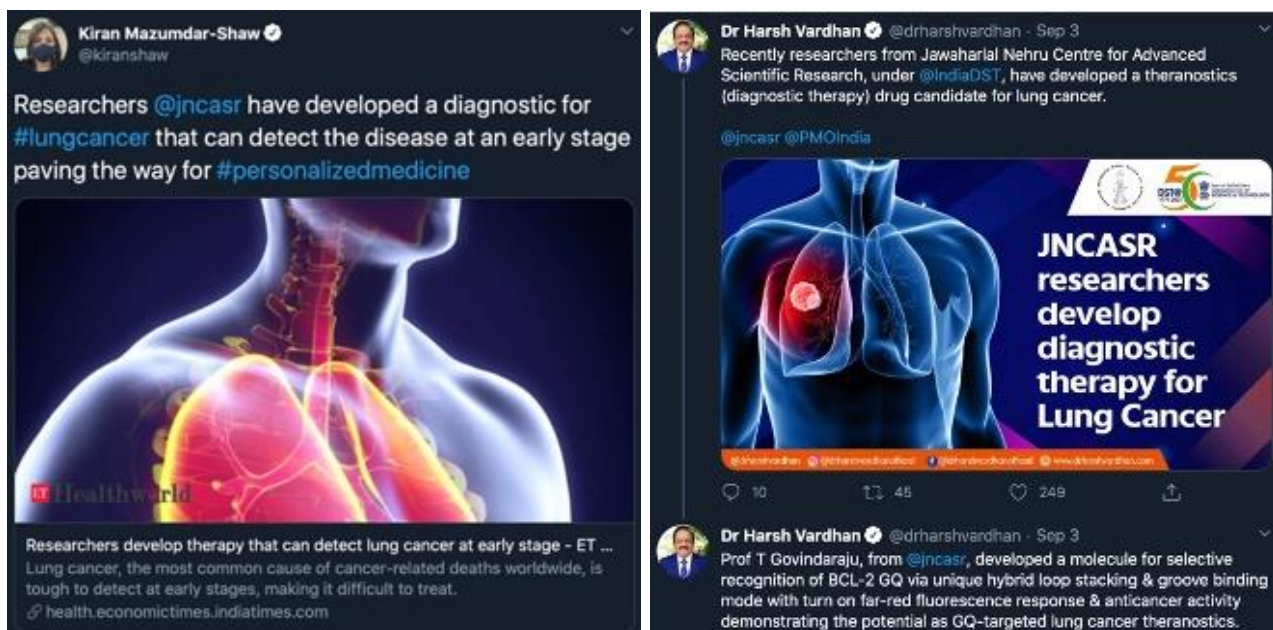 Kiran Mazumdar-Shaw
@kiranshaw
Researchers @jncasr have developed a diagnostic for
#lungcancer that can detect the disease at an early stage
paving the way for #personalizedmedicine
ET Healthworld
Researchers develop therapy that can detect lung cancer at early stage - ET ...
Lung cancer, the most common cause of cancer-related deaths worldwide, is
tough to detect at early stages, making it difficult to treat.
health.economictimes.indiatimes.com
Dr Harsh Vardhan @drharshvardhan · Sep 3
Recently researchers from Jawaharlal Nehru Centre for Advanced
Scientific Research, under @IndiaDST, have developed a theranostics
(diagnostic therapy) drug candidate for lung cancer.
@jncasr @PMOIndia
JNCASR
researchers
develop
diagnostic
therapy for
Lung Cancer
@drharshvardhan @drharshvardhanofficial @drharshvardhanofficial www.drharshvardhan.com
10 45 249
Dr Harsh Vardhan @drharshvardhan · Sep 3
Prof T Govindaraju, from @jncasr, developed a molecule for selective
recognition of BCL-2 GQ via unique hybrid loop stacking & groove binding
mode with turn on far-red fluorescence response & anticancer activity
demonstrating the potential as GQ-targeted lung cancer theranostics.